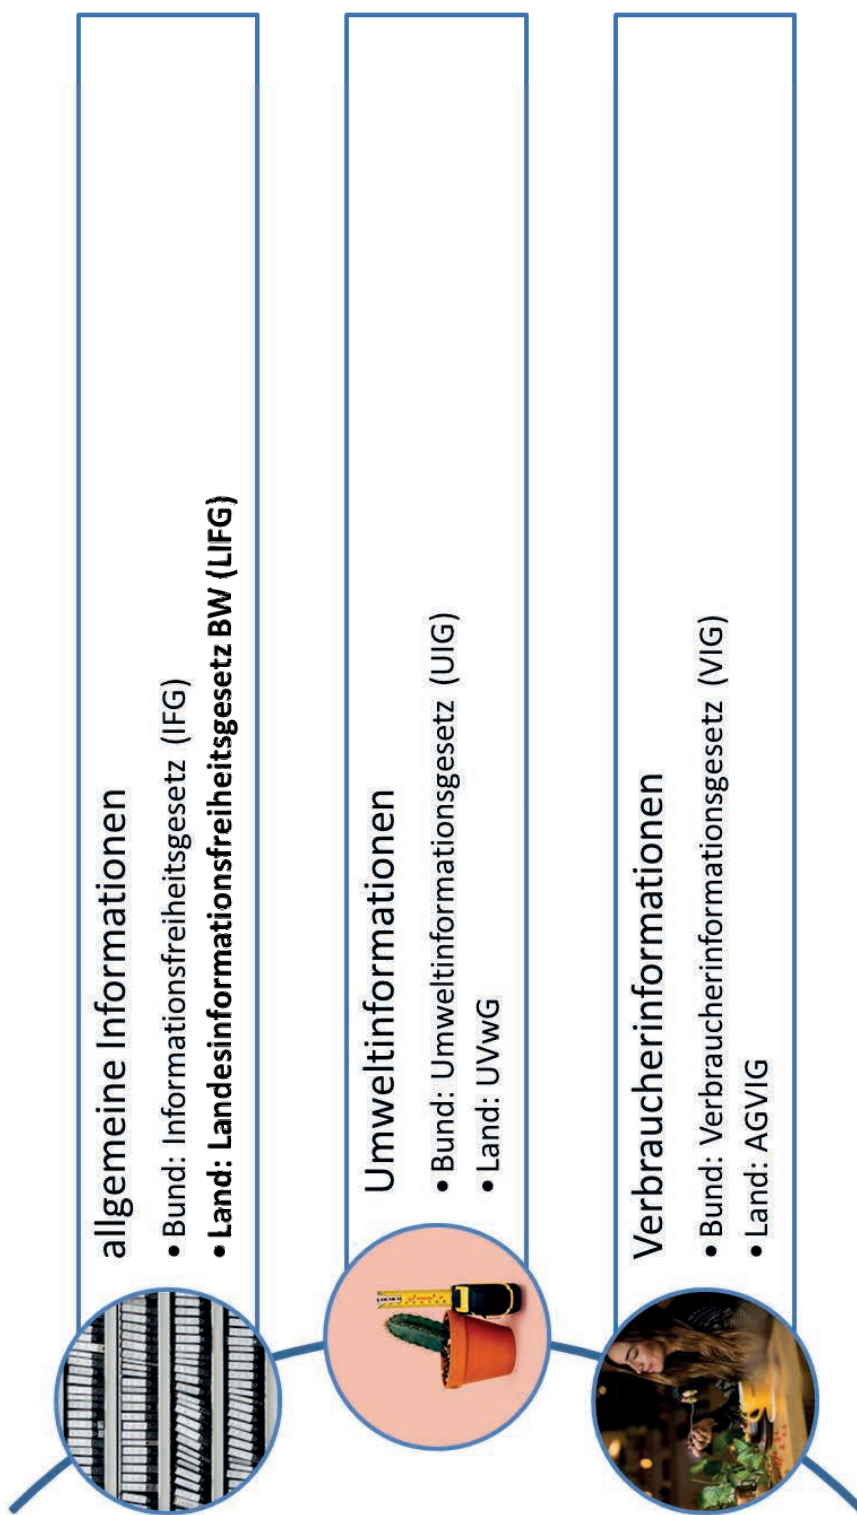 allgemeine Informationen
• Bund: Informationsfreiheitsgesetz (IFG)
• Land: Landesinformationsfreiheitsgesetz BW (LIFG)
Umweltinformationen
• Bund: Umweltinformationsgesetz (UIG)
• Land: UVwG
Verbraucherinformationen
• Bund: Verbraucherinformationsgesetz (VIG)
• Land: AGVIG